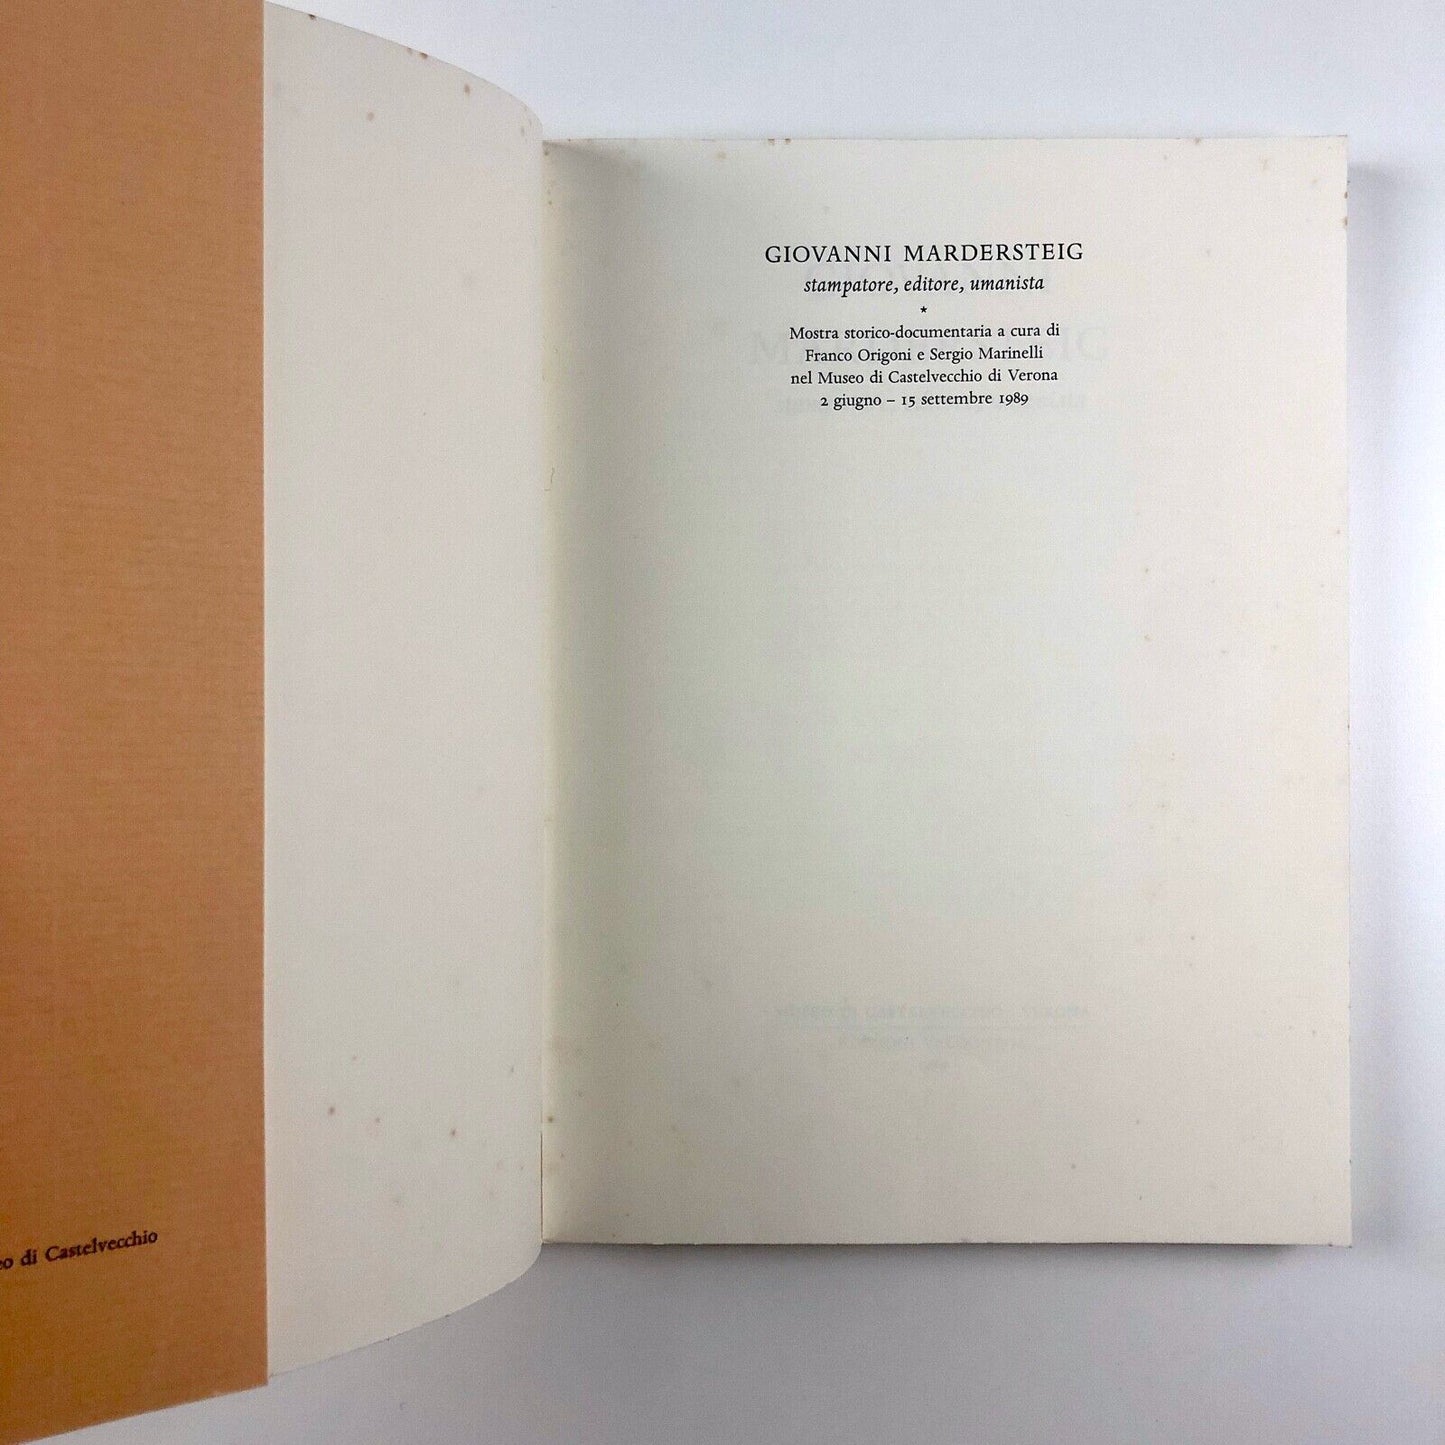 GIOVANNI MARDERSTEIG
stampatore, editore, umanista
*
Mostra storico-documentaria a cura di
Franco Origoni e Sergio Marinelli
nel Museo di Castelvecchio di Verona
2 giugno – 15 settembre 1989
di Castelvecchio